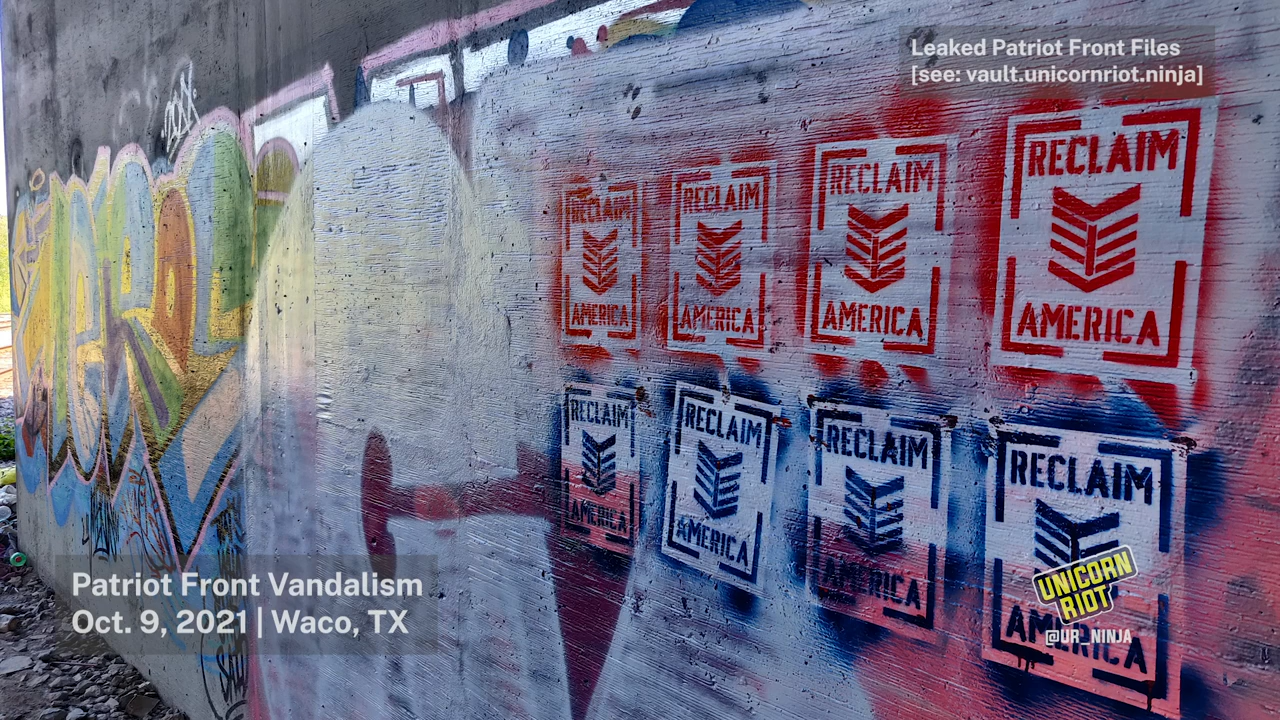 Leaked Patriot Front Files
[see: vault.unicornriot.ninja]
RECLAIM
AMERICA
RECLAIM
AMERICA
RECLAIM
AMERICA
RECLAIM
AMERICA
RECLAIM
AMERICA
RECLAIM
AMERICA
RECLAIM
AMERICA
RECLAIM
AMERICA
UNICORN
RIOT
@UR_NINJA
Patriot Front Vandalism
Oct. 9, 2021 | Waco, TX